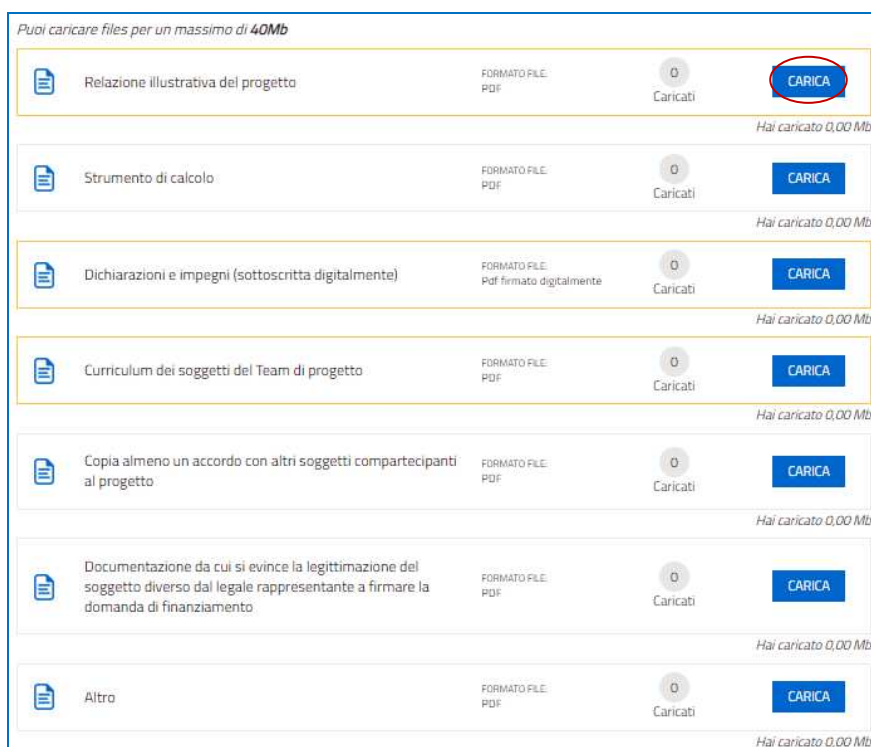 Puoi caricare files per un massimo di 40Mb
Relazione illustrativa del progetto
FORMATO FILE:
PDF
0
Caricati
CARICA
Hai caricato 0,00 Mb
Strumento di calcolo
FORMATO FILE:
PDF
0
Caricati
CARICA
Hai caricato 0,00 Mb
Dichiarazioni e impegni (sottoscritta digitalmente)
FORMATO FILE:
Pdf firmato digitalmente
0
Caricati
CARICA
Hai caricato 0,00 Mb
Curriculum dei soggetti del Team di progetto
FORMATO FILE:
PDF
0
Caricati
CARICA
Hai caricato 0,00 Mb
Copia almeno un accordo con altri soggetti compartecipanti
al progetto
FORMATO FILE:
PDF
0
Caricati
CARICA
Hai caricato 0,00 Mb
Documentazione da cui si evince la legittimazione del
soggetto diverso dal legale rappresentante a firmare la
domanda di finanziamento
FORMATO FILE:
PDF
0
Caricati
CARICA
Hai caricato 0,00 Mb
Altro
FORMATO FILE:
PDF
0
Caricati
CARICA
Hai caricato 0,00 Mb